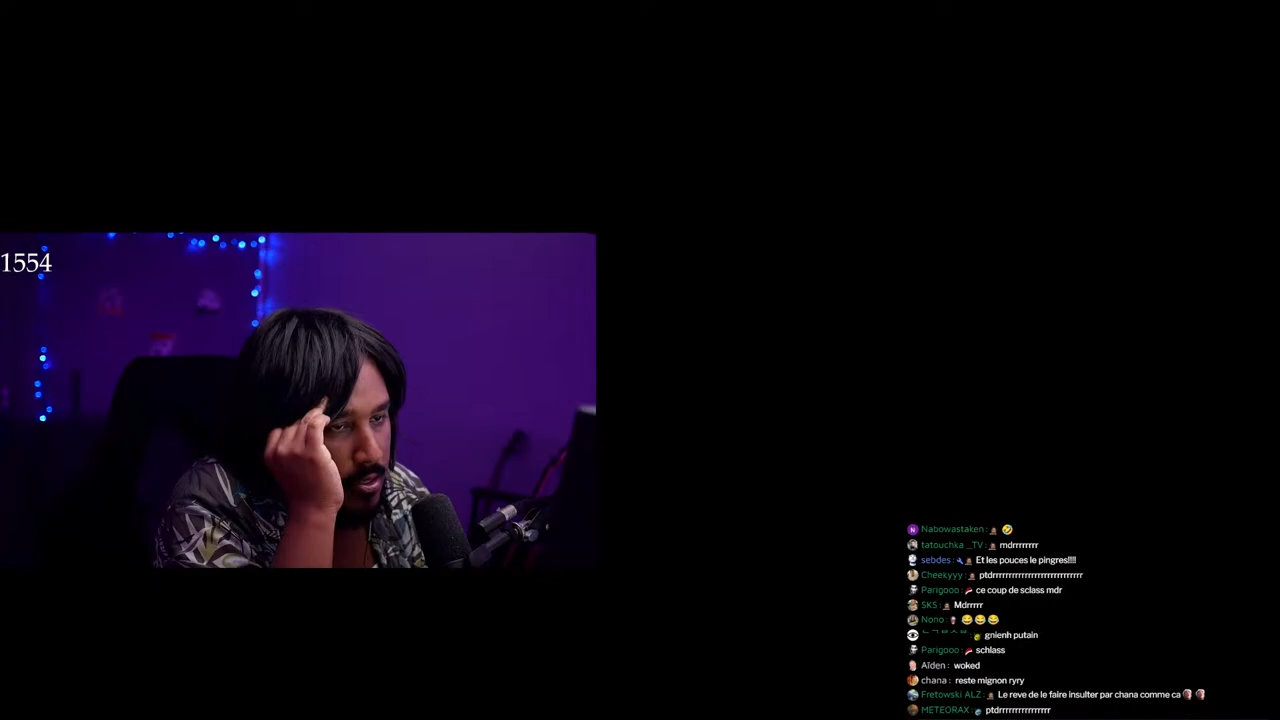 1554
N Nabowastaken : 🤣
tatouchka _TV : mdrrrrrrr
sebdes : Et les pouces le pingres!!!!
Cheekyyy : ptdrrrrrrrrrrrrrrrrrrrrrrrrrr
Parigooo : ce coup de sclass mdr
SKS : Mdrrrrr
Nono : 😂😂😂
: gnienh putain
Parigooo : schlass
Aïden : woked
chana : reste mignon ryry
Fretowski ALZ : Le reve de le faire insulter par chana comme ca
METEORAX : ptdrrrrrrrrrrrrrrr